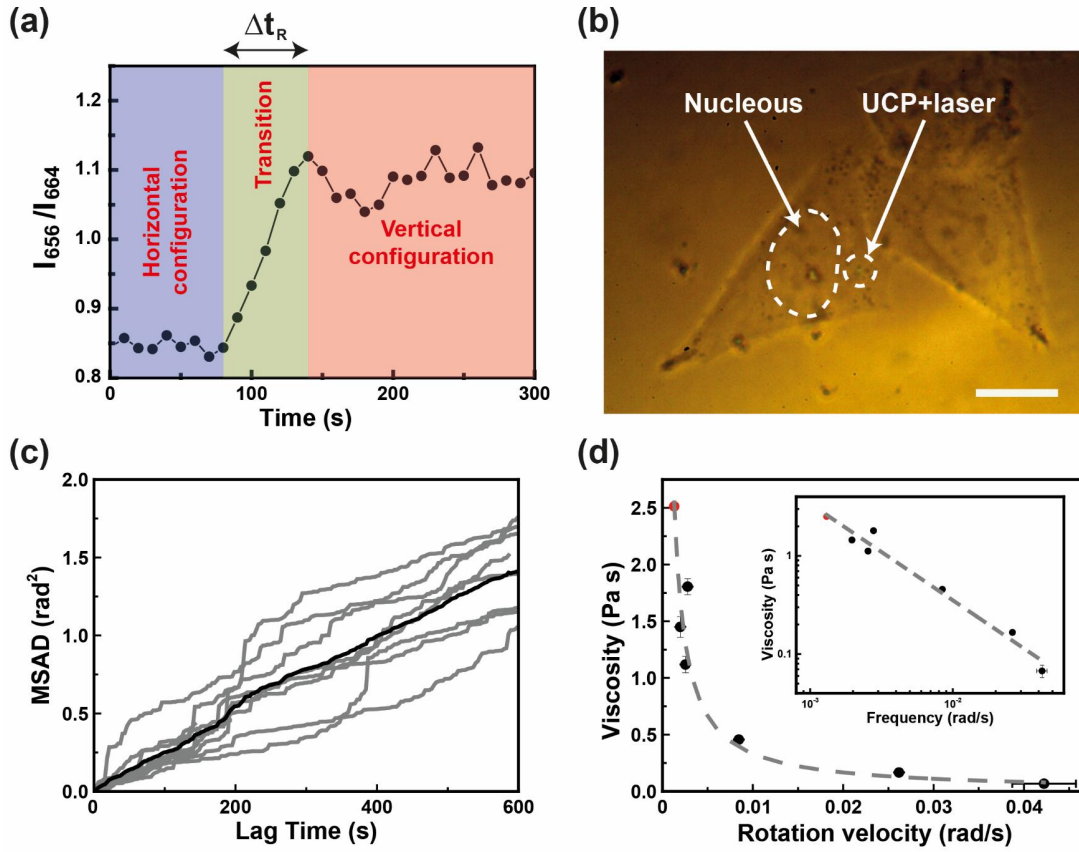 (a)
Δt_R
1.2
1.1
1.0
0.9
0.8
I656 /I664
Horizontal
configuration
Transition
Vertical
configuration
0
100
200
300
Time (s)
(b)
Nucleous
UCP+laser
(c)
2.0
1.5
1.0
0.5
0.0
MSAD (rad²)
0
200
400
600
Lag Time (s)
(d)
2.5
2.0
1.5
1.0
0.5
0.0
Viscosity (Pa s)
0
0.01
0.02
0.03
0.04
Rotation velocity (rad/s)
1
0.1
Viscosity (Pa s)
10⁻³
10⁻²
Frequency (rad/s)